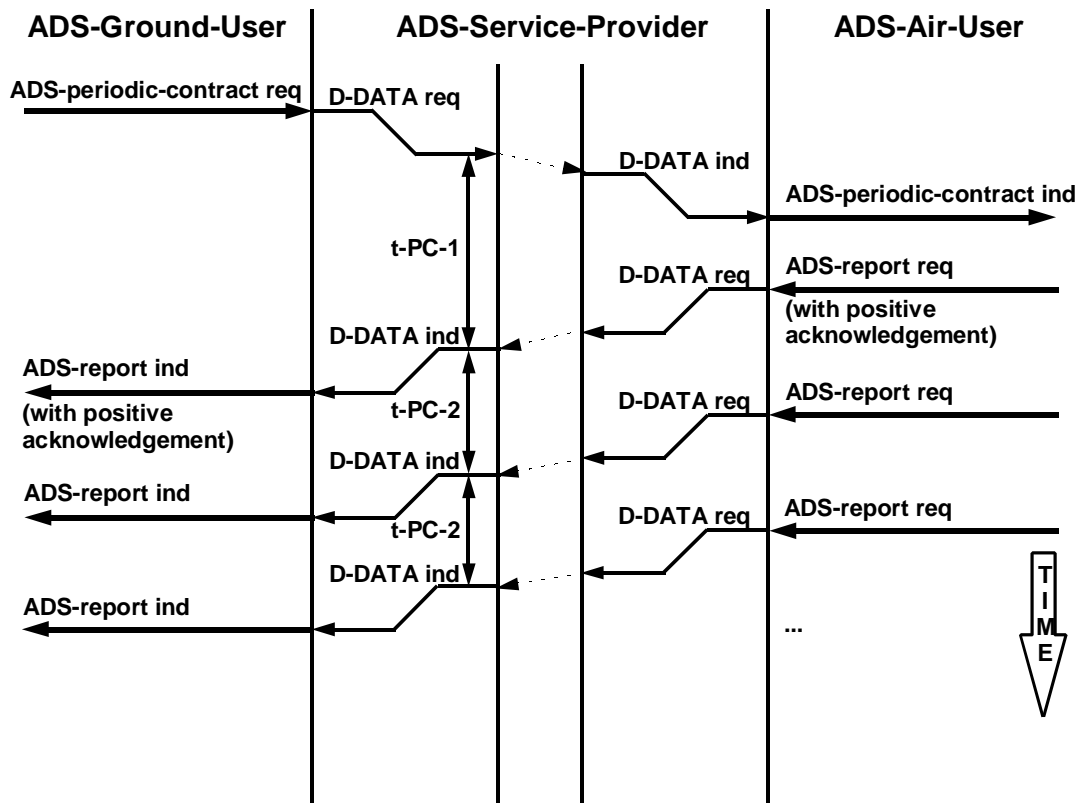 ADS-Ground-User
ADS-Service-Provider
ADS-Air-User
ADS-periodic-contract req
D-DATA req
D-DATA ind
ADS-periodic-contract ind
t-PC-1
ADS-report req
D-DATA req
(with positive
acknowledgement)
D-DATA ind
ADS-report ind
(with positive
acknowledgement)
t-PC-2
D-DATA req
ADS-report req
D-DATA ind
ADS-report ind
t-PC-2
D-DATA req
ADS-report req
D-DATA ind
ADS-report ind
...
TIME